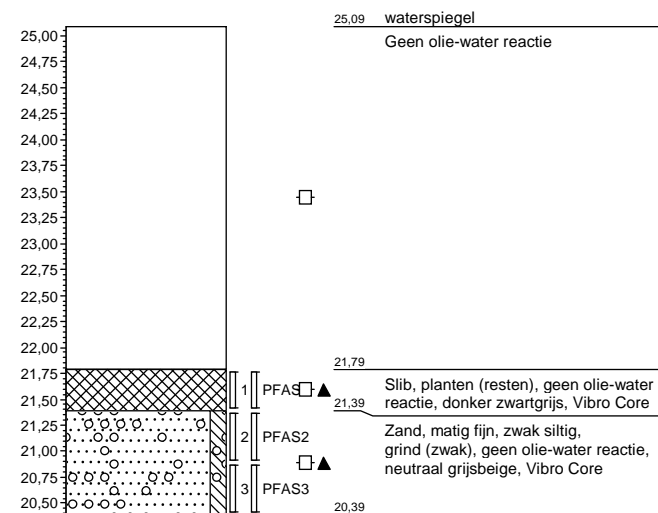 25,09 waterspiegel
Geen olie-water reactie
25,00
24,75
24,50
24,25
24,00
23,75
23,50
23,25
23,00
22,75
22,50
22,25
22,00
21,75
21,50
21,25
21,00
20,75
20,50
1 PFAS
2 PFAS2
3 PFAS3
21,79
Slib, planten (resten), geen olie-water
reactie, donker zwartgrijs, Vibro Core
21,39
Zand, matig fijn, zwak siltig,
grind (zwak), geen olie-water reactie,
neutraal grijsbeige, Vibro Core
20,39